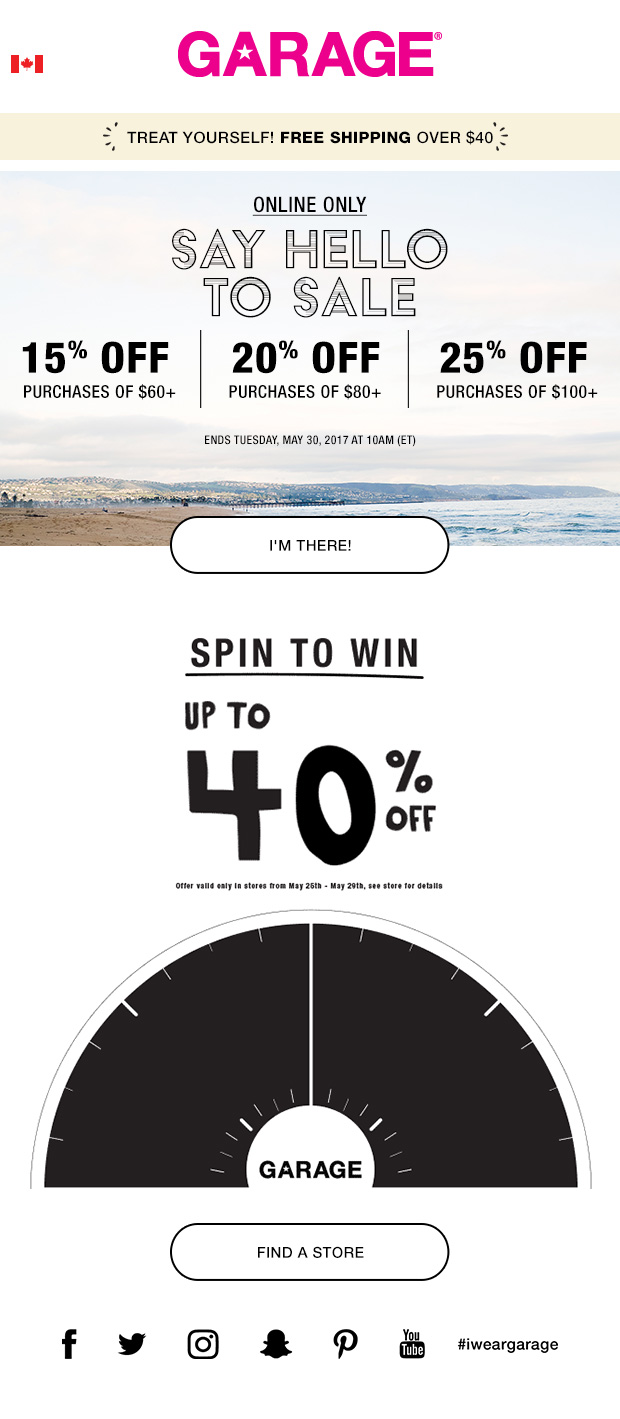 GARAGE®
TREAT YOURSELF! FREE SHIPPING OVER $40
ONLINE ONLY
SAY HELLO
TO SALE
15% OFF
PURCHASES OF $60+
20% OFF
PURCHASES OF $80+
25% OFF
PURCHASES OF $100+
ENDS TUESDAY, MAY 30, 2017 AT 10AM (ET)
I'M THERE!
SPIN TO WIN
UP TO
40% OFF
Offer valid only in stores from May 25th - May 29th, see store for details
GARAGE
FIND A STORE
You
Tube
#iweargarage